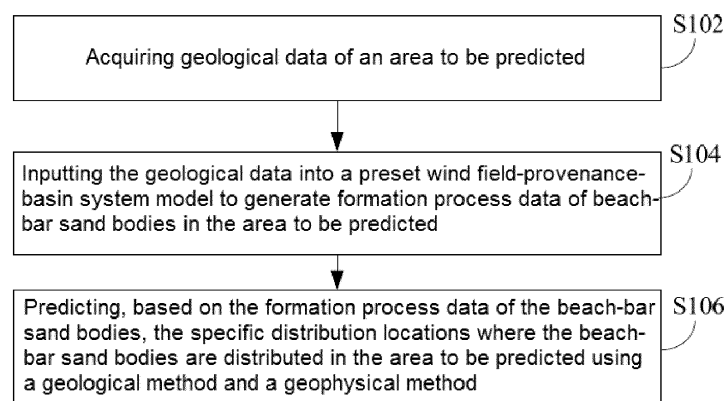 S102
Acquiring geological data of an area to be predicted
S104
Inputting the geological data into a preset wind field-provenance-
basin system model to generate formation process data of beach-
bar sand bodies in the area to be predicted
S106
Predicting, based on the formation process data of the beach-bar
sand bodies, the specific distribution locations where the beach-
bar sand bodies are distributed in the area to be predicted using
a geological method and a geophysical method